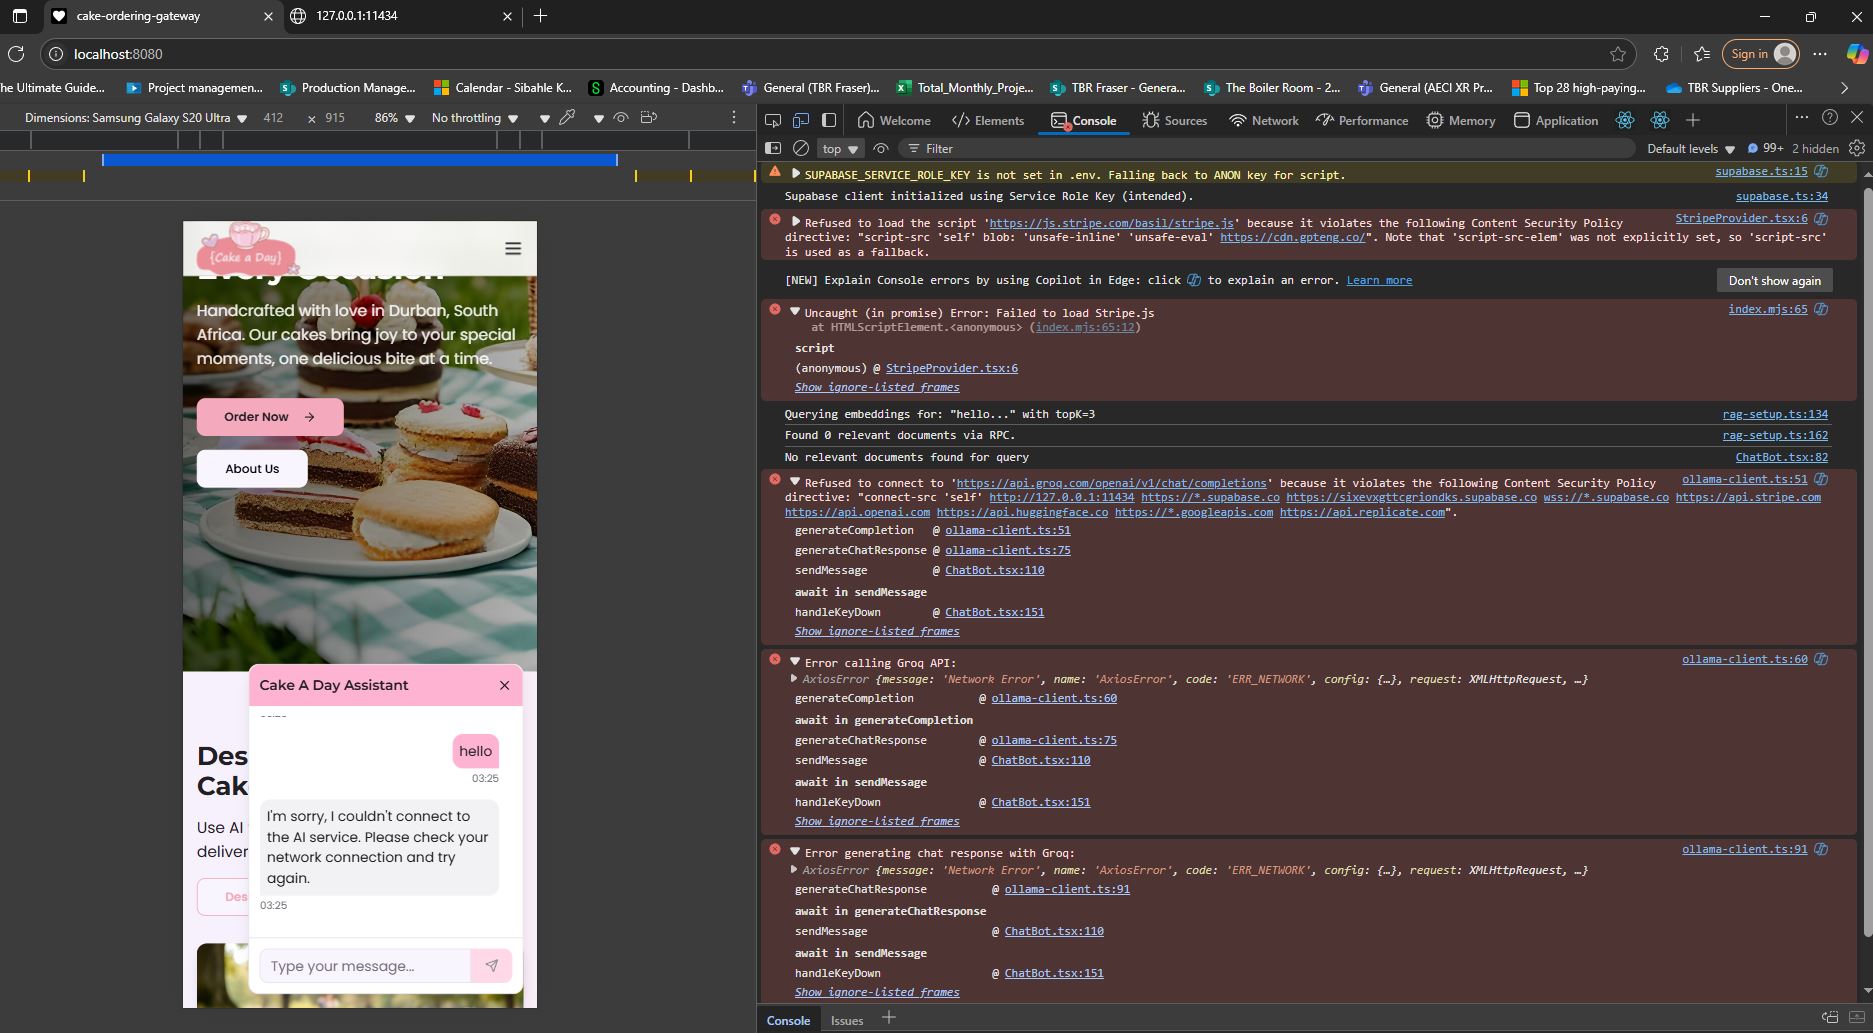 cake-ordering-gateway
127.0.0.1:11434
localhost:8080
Sign in
he Ultimate Guide...
Project managemen...
Production Manage...
Calendar - Sibahle K...
Accounting - Dashb...
General (TBR Fraser)...
Total_Monthly_Proje...
TBR Fraser - Genera...
The Boiler Room - 2...
General (AECI XR Pr...
Top 28 high-paying...
TBR Suppliers - One...
Dimensions: Samsung Galaxy S20 Ultra
412 × 915
86%
No throttling
Welcome
Elements
Console
Sources
Network
Performance
Memory
Application
top
Filter
Default levels
99+
2 hidden
SUPABASE_SERVICE_ROLE_KEY is not set in .env. Falling back to ANON key for script.
supabase.ts:15
Supabase client initialized using Service Role Key (intended).
supabase.ts:34
Refused to load the script 'https://js.stripe.com/basil/stripe.js' because it violates the following Content Security Policy
StripeProvider.tsx:6
directive: "script-src 'self' blob: 'unsafe-inline' 'unsafe-eval' https://cdn.gpteng.co/". Note that 'script-src-elem' was not explicitly set, so 'script-src'
is used as a fallback.
[NEW] Explain Console errors by using Copilot in Edge: click to explain an error. Learn more
Don't show again
Uncaught (in promise) Error: Failed to load Stripe.js
index.mjs:65
at HTMLScriptElement.<anonymous> (index.mjs:65:12)
script
(anonymous) @ StripeProvider.tsx:6
Show ignore-listed frames
Querying embeddings for: "hello..." with topK=3
rag-setup.ts:134
Found 0 relevant documents via RPC.
rag-setup.ts:162
No relevant documents found for query
ChatBot.tsx:82
Refused to connect to 'https://api.groq.com/openai/v1/chat/completions' because it violates the following Content Security Policy
ollama-client.ts:51
directive: "connect-src 'self' http://127.0.0.1:11434 https://*.supabase.co https://sixevxgttcgriondks.supabase.co wss://*.supabase.co https://api.stripe.com
https://api.openai.com https://api.huggingface.co https://*.googleapis.com https://api.replicate.com".
generateCompletion @ ollama-client.ts:51
generateChatResponse @ ollama-client.ts:75
sendMessage @ ChatBot.tsx:110
await in sendMessage
handleKeyDown @ ChatBot.tsx:151
Show ignore-listed frames
Error calling Groq API:
ollama-client.ts:60
AxiosError {message: 'Network Error', name: 'AxiosError', code: 'ERR_NETWORK', config: {…}, request: XMLHttpRequest, …}
generateCompletion @ ollama-client.ts:60
await in generateCompletion
generateChatResponse @ ollama-client.ts:75
sendMessage @ ChatBot.tsx:110
await in sendMessage
handleKeyDown @ ChatBot.tsx:151
Show ignore-listed frames
Error generating chat response with Groq:
ollama-client.ts:91
AxiosError {message: 'Network Error', name: 'AxiosError', code: 'ERR_NETWORK', config: {…}, request: XMLHttpRequest, …}
generateChatResponse @ ollama-client.ts:91
await in generateChatResponse
sendMessage @ ChatBot.tsx:110
await in sendMessage
handleKeyDown @ ChatBot.tsx:151
Show ignore-listed frames
Console
Issues
{Cake a Day}
Every Occasion
Handcrafted with love in Durban, South
Africa. Our cakes bring joy to your special
moments, one delicious bite at a time.
Order Now
About Us
Des
Cak
Use AI
deliver
Des
Cake A Day Assistant
hello
03:25
I'm sorry, I couldn't connect to
the AI service. Please check your
network connection and try
again.
03:25
Type your message...